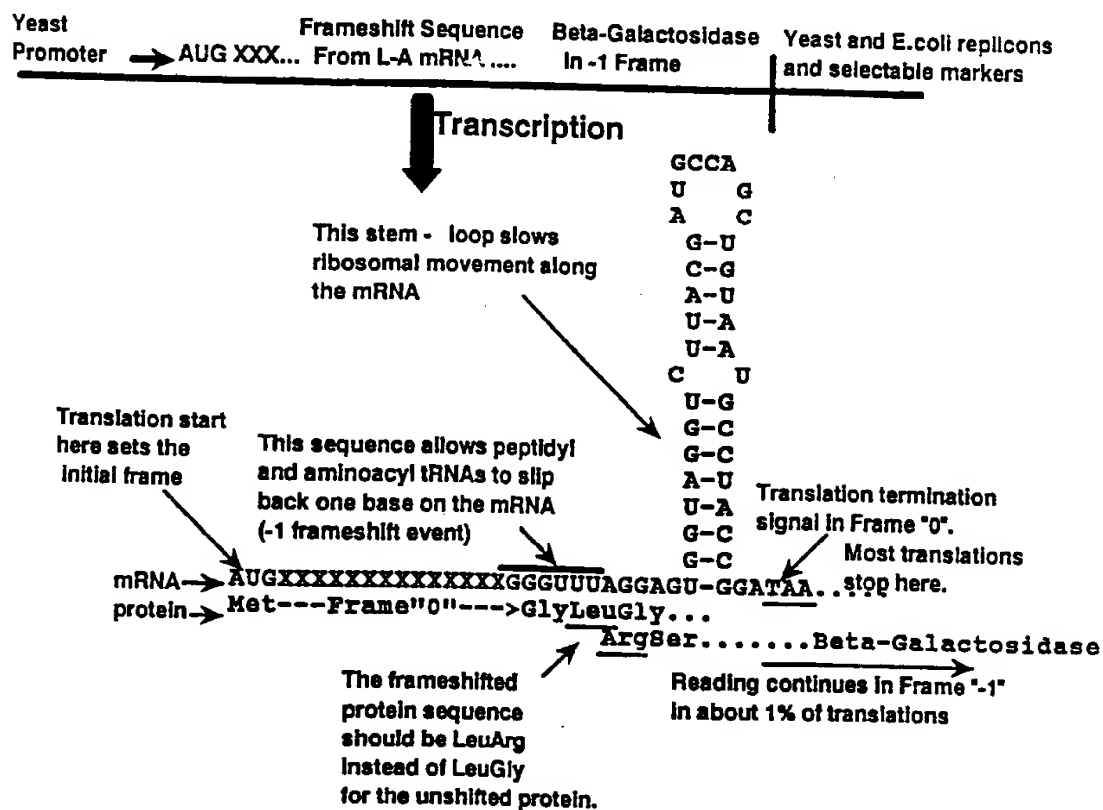 Yeast
Promoter
AUG XXX...
Frameshift Sequence
From L-A mRNA ....
Beta-Galactosidase
In -1 Frame
Yeast and E.coli replicons
and selectable markers
Transcription
This stem - loop slows
ribosomal movement along
the mRNA
GCCA
U G
A C
G-U
C-G
A-U
U-A
U-A
C U
U-G
G-C
G-C
A-U
U-A
G-C
G-C
Translation start
here sets the
initial frame
This sequence allows peptidyl
and aminoacyl tRNAs to slip
back one base on the mRNA
(-1 frameshift event)
Translation termination
signal in Frame "0".
Most translations
stop here.
mRNA AUGXXXXXXXXXXXXXXGGGUUUAGGAGU-GGATAA...
protein Met---Frame"0"--->GlyLeuGly...
ArgSer.......Beta-Galactosidase
The frameshifted
protein sequence
should be LeuArg
instead of LeuGly
for the unshifted protein.
Reading continues in Frame "-1"
in about 1% of translations